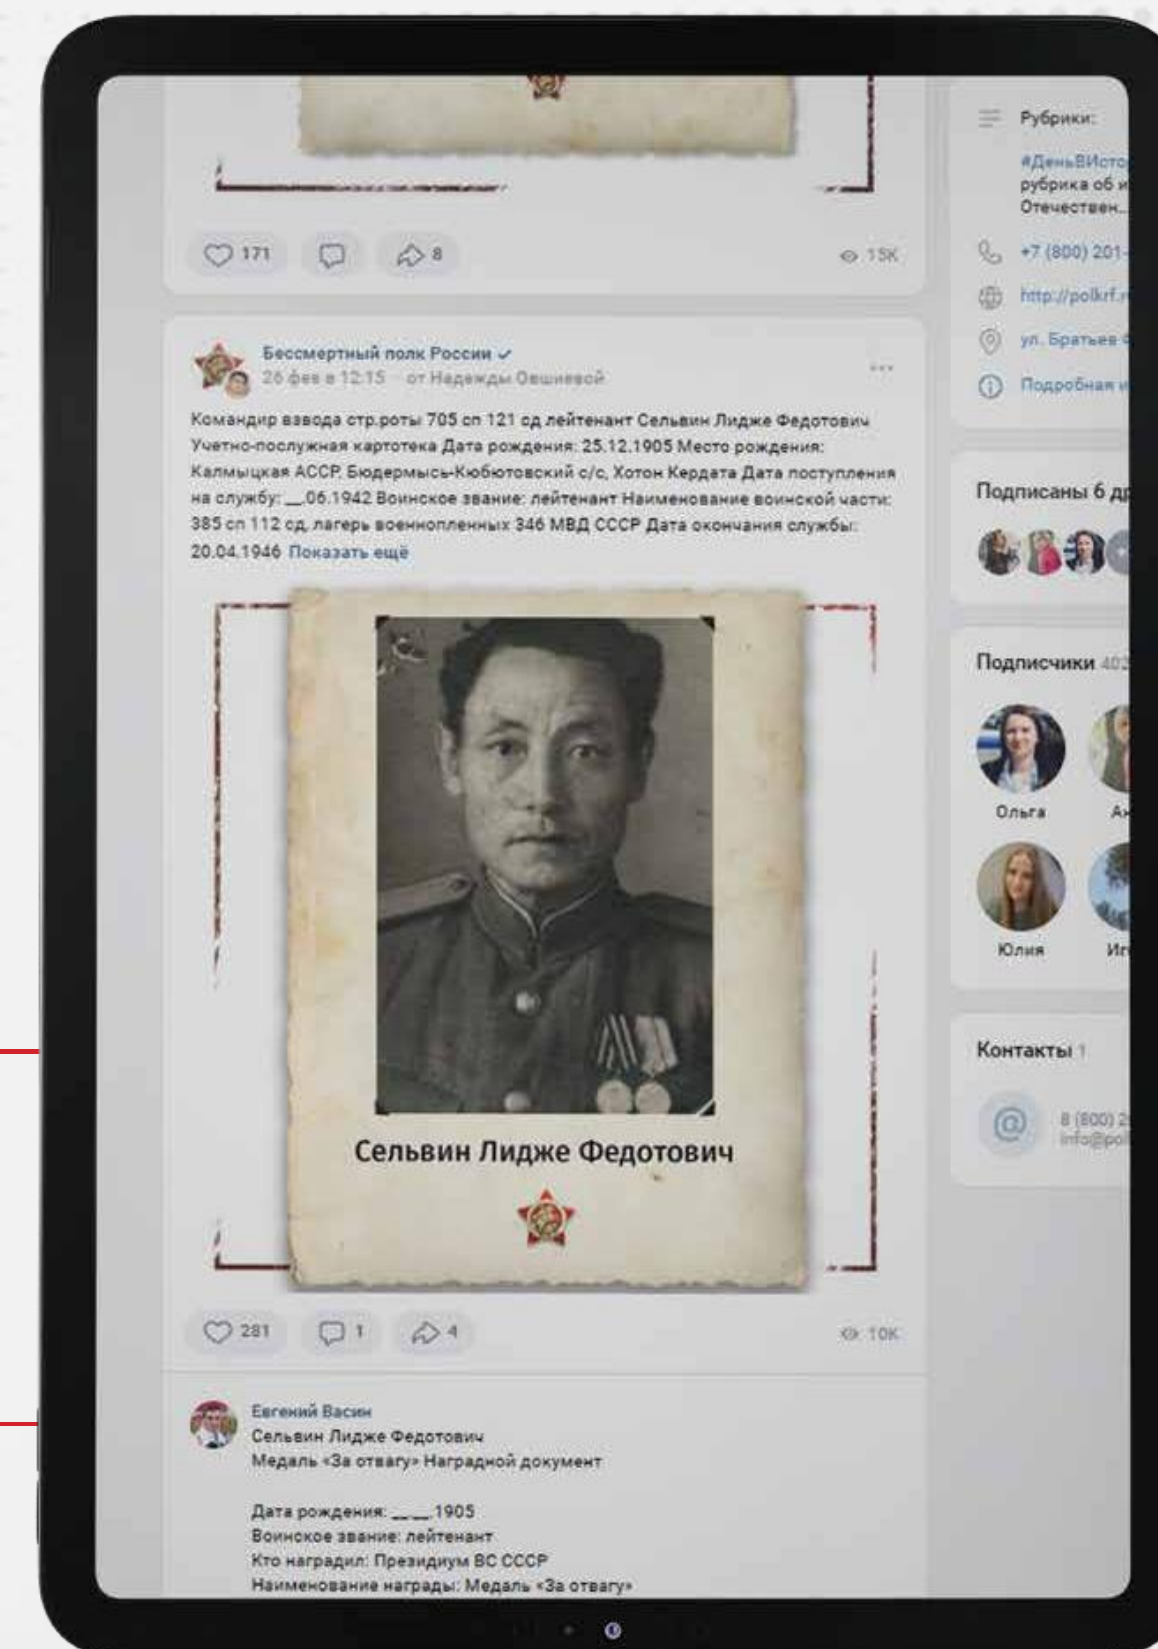 171
8
15K
Бессмертный полк России
26 фев в 12:15 от Надежды Овшиевой
Командир взвода стр.роты 705 сп 121 сд лейтенант Сельвин Лидже Федотович
Учетно-послужная картотека Дата рождения: 25.12.1905 Место рождения:
Калмыцкая АССР, Бюдермысь-Кюбютовский с/с, Хотон Кердата Дата поступления
на службу: __.06.1942 Воинское звание: лейтенант Наименование воинской части:
385 сп 112 сд, лагерь военнопленных 346 МВД СССР Дата окончания службы:
20.04.1946 Показать ещё
Сельвин Лидже Федотович
281
1
4
10K
Евгений Васин
Сельвин Лидже Федотович
Медаль «За отвагу» Наградной документ
Дата рождения: __.__.1905
Воинское звание: лейтенант
Кто наградил: Президиум ВС СССР
Наименование награды: Медаль «За отвагу»
Рубрики:
#ДеньВИсто
рубрика об и
Отечествен...
+7 (800) 201-
http://polkrf.r
ул. Братьев
Подробная и
Подписаны 6 др
Подписчики 402
Ольга
Ан
Юлия
Иг
Контакты 1
8 (800) 2
info@pol